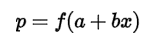 p = f(a + bx)